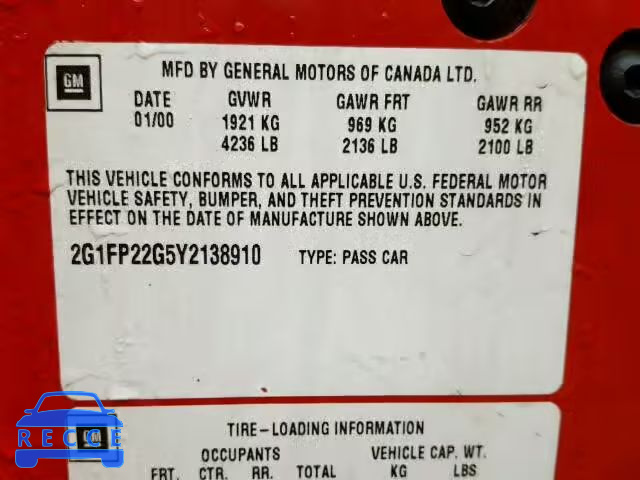 GM
MFD BY GENERAL MOTORS OF CANADA LTD.
DATE GVWR GAWR FRT GAWR RR
01/00 1921 KG 969 KG 952 KG
4236 LB 2136 LB 2100 LB
THIS VEHICLE CONFORMS TO ALL APPLICABLE U.S. FEDERAL MOTOR
VEHICLE SAFETY, BUMPER, AND THEFT PREVENTION STANDARDS IN
EFFECT ON THE DATE OF MANUFACTURE SHOWN ABOVE.
2G1FP22G5Y2138910 TYPE: PASS CAR
TIRE-LOADING INFORMATION
GM
RECCE
OCCUPANTS VEHICLE CAP. WT.
FRT. CTR. RR. TOTAL KG LBS